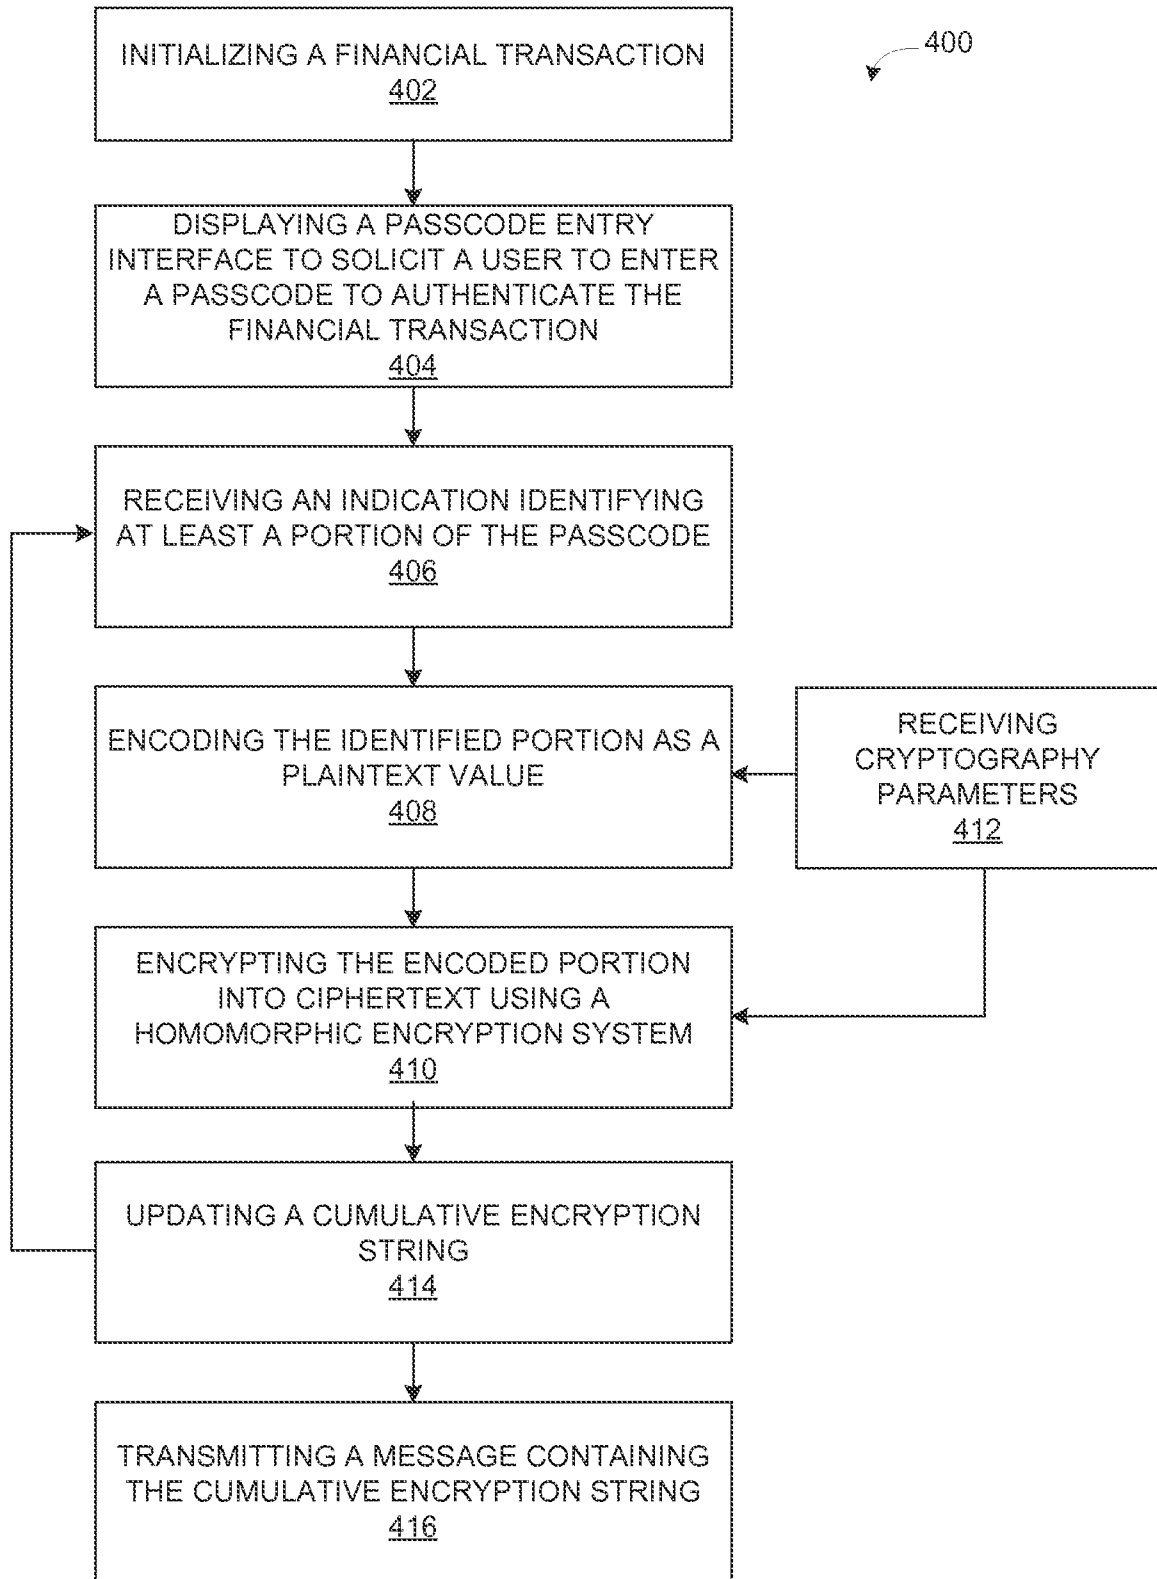 INITIALIZING A FINANCIAL TRANSACTION
402
400
DISPLAYING A PASSCODE ENTRY
INTERFACE TO SOLICIT A USER TO ENTER
A PASSCODE TO AUTHENTICATE THE
FINANCIAL TRANSACTION
404
RECEIVING AN INDICATION IDENTIFYING
AT LEAST A PORTION OF THE PASSCODE
406
ENCODING THE IDENTIFIED PORTION AS A
PLAINTEXT VALUE
408
RECEIVING
CRYPTOGRAPHY
PARAMETERS
412
ENCRYPTING THE ENCODED PORTION
INTO CIPHERTEXT USING A
HOMOMORPHIC ENCRYPTION SYSTEM
410
UPDATING A CUMULATIVE ENCRYPTION
STRING
414
TRANSMITTING A MESSAGE CONTAINING
THE CUMULATIVE ENCRYPTION STRING
416